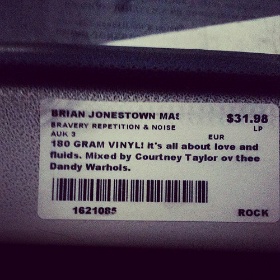 BRIAN JONESTOWN MAS $31.98
BRAVERY REPETITION & NOISE LP
AUK 3 EUR
180 GRAM VINYL! it's all about love and
fluids. Mixed by Courtney Taylor ov thee
Dandy Warhols.
1621085 ROCK